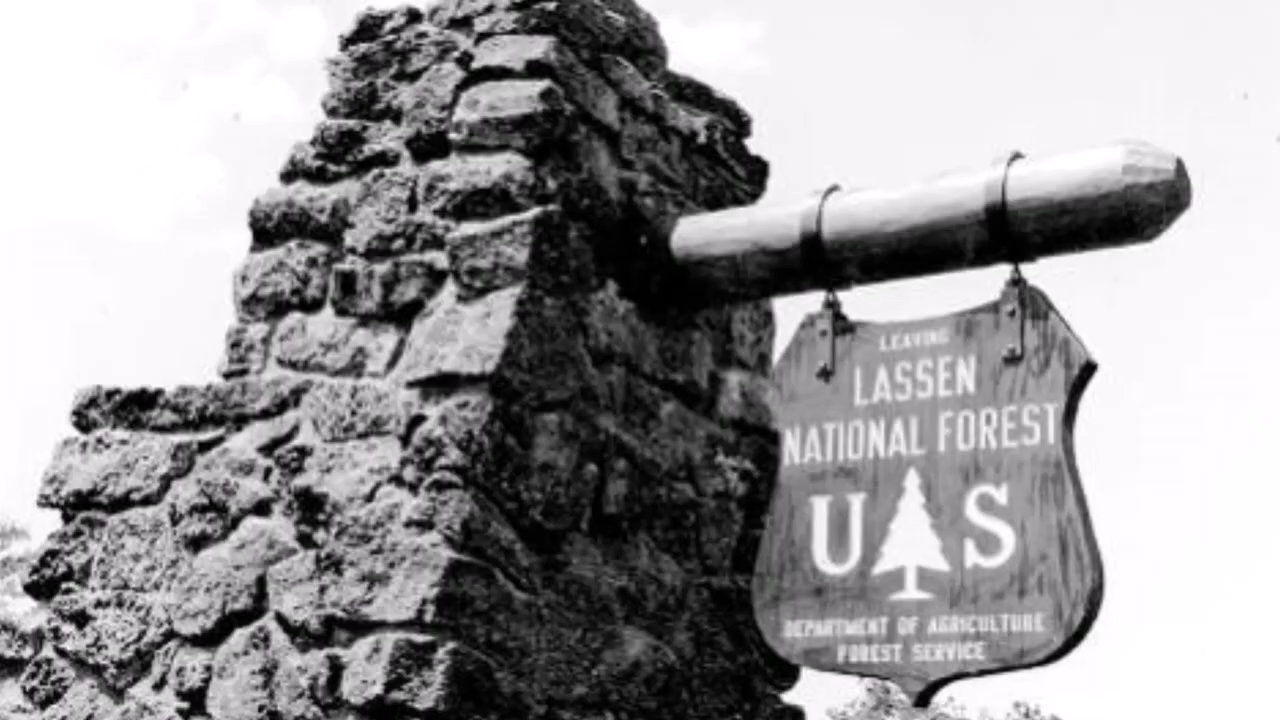 LEAVING
LASSEN
NATIONAL FOREST
U S
DEPARTMENT OF AGRICULTURE
FOREST SERVICE